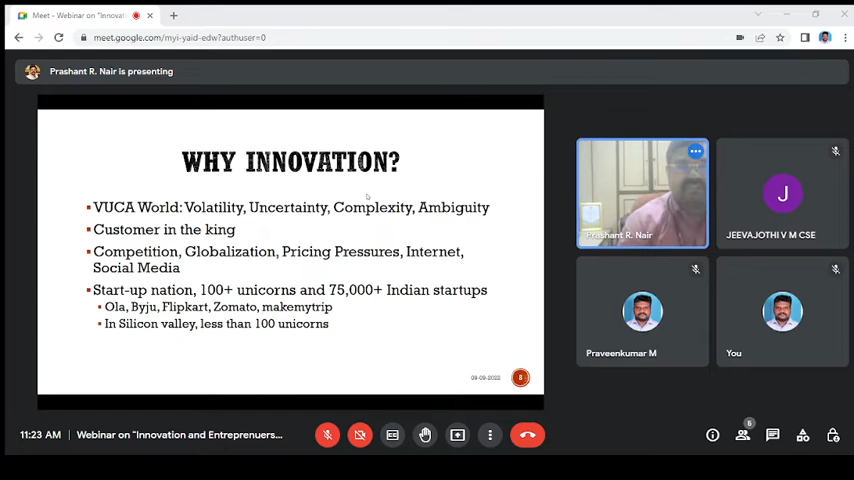 Meet - Webinar on "Innovat
meet.google.com/myi-yaid-edw?authuser=0
Prashant R. Nair is presenting
WHY INNOVATION?
VUCA World: Volatility, Uncertainty, Complexity, Ambiguity
Customer in the king
Competition, Globalization, Pricing Pressures, Internet,
Social Media
Start-up nation, 100+ unicorns and 75,000+ Indian startups
Ola, Byju, Flipkart, Zomato, makemytrip
In Silicon valley, less than 100 unicorns
09-09-2022
8
Prashant R. Nair
J
JEEVAJOTHI V M CSE
Praveenkumar M
You
11:23 AM
Webinar on "Innovation and Entreprenuers...
5